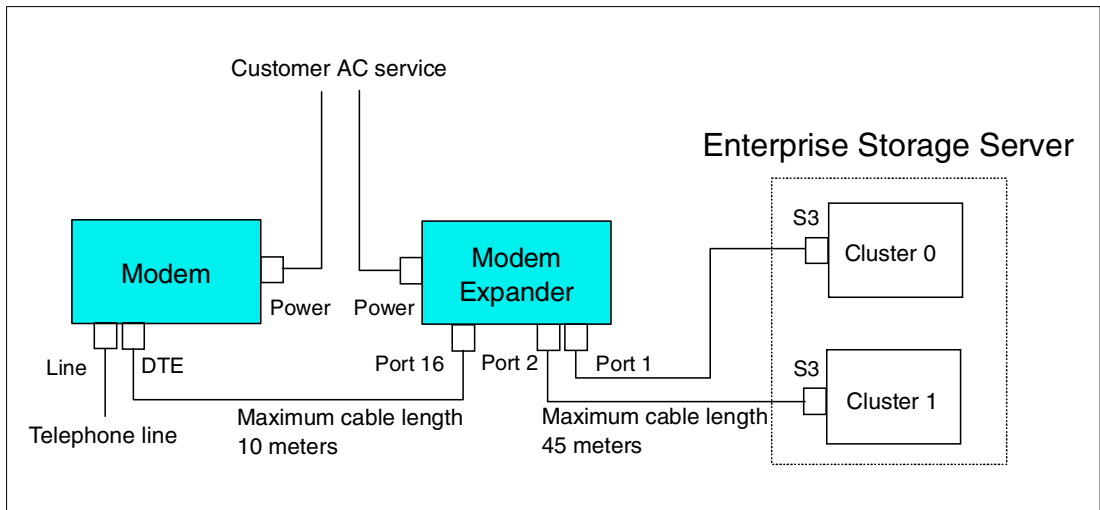 Customer AC service
Enterprise Storage Server
S3
Cluster 0
Modem
Modem
Expander
Power
Power
Line
DTE
Port 16
Port 2
Port 1
S3
Cluster 1
Telephone line
Maximum cable length
10 meters
Maximum cable length
45 meters